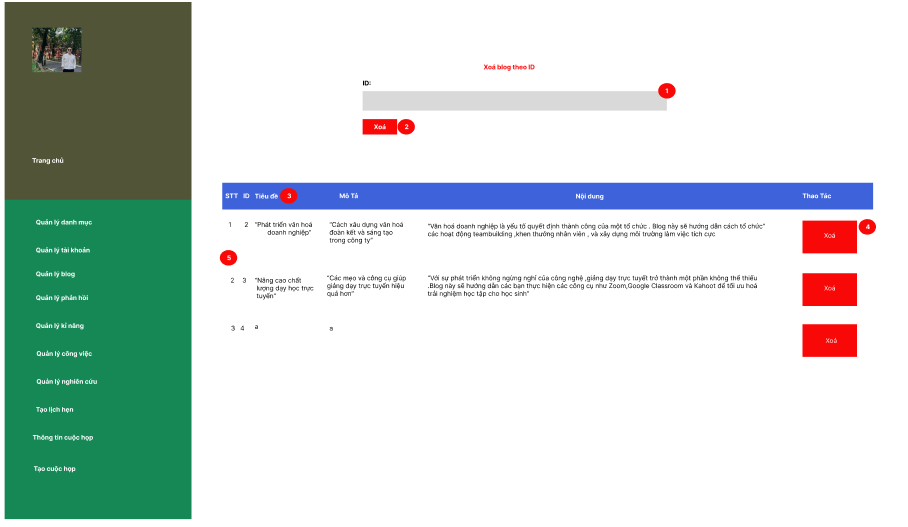 Xoá blog theo ID
ID:
1
Xoá
2
Trang chủ
Quản lý danh mục
Quản lý tài khoản
Quản lý blog
Quản lý phản hồi
Quản lý kĩ năng
Quản lý công việc
Quản lý nghiên cứu
Tạo lịch hẹn
Thông tin cuộc họp
Tạo cuộc họp
STT ID Tiêu đề 3 Mô Tả Nội dung Thao Tác
1 2 "Phát triển văn hoá
doanh nghiệp"
"Cách xâu dựng văn hoá
đoàn kết và sáng tạo
trong công ty"
"Văn hoá doanh nghiệp là yếu tố quyết định thành công của một tổ chức . Blog này sẽ hướng dẫn cách tổ chức"
các hoạt động teambuilding ,khen thưởng nhân viên , và xây dựng môi trường làm việc tích cực
Xoá
4
5
2 3 "Nâng cao chất
lượng dạy học trực
tuyến"
"Các mẹo và công cụ giúp
giảng dạy trực tuyến hiệu
quả hơn"
"Với sự phát triển không ngừng nghỉ của công nghệ ,giảng dạy trực tuyết trở thành một phần không thể thiếu
.Blog này sẽ hướng dẫn các bạn thực hiện các công cụ như Zoom,Google Classroom và Kahoot để tối ưu hoá
trải nghiệm học tập cho học sinh"
Xoá
3 4 a a
Xoá